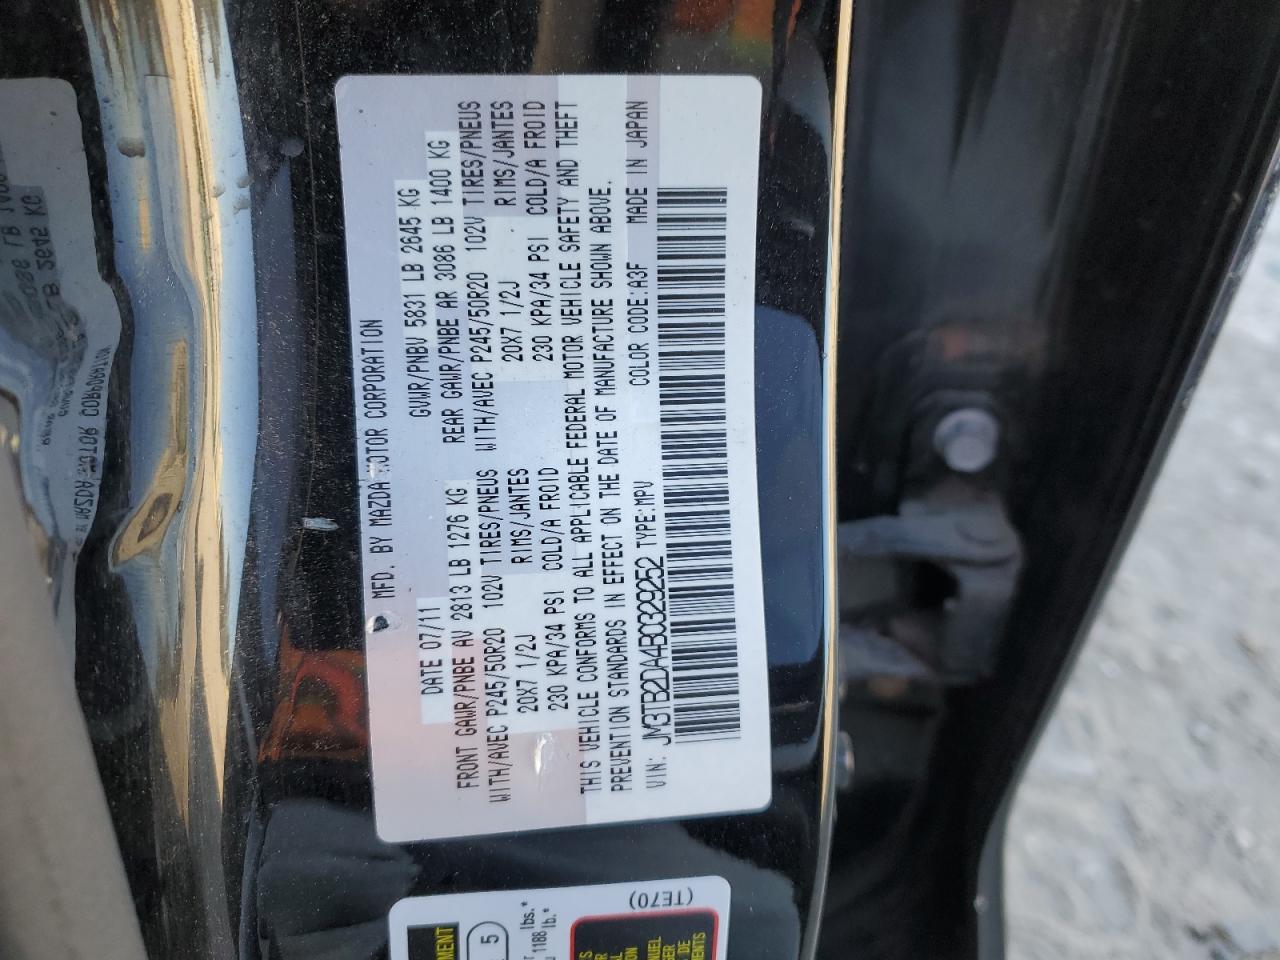 MFD. BY MAZDA MOTOR CORPORATION
DATE 07/11 GVWR/PNBV 5831 LB 2645 KG
FRONT GAWR/PNBE AV 2813 LB 1276 KG REAR GAWR/PNBE AR 3086 LB 1400 KG
WITH/AVEC P245/50R20 102V TIRES/PNEUS WITH/AVEC P245/50R20 102V TIRES/PNEUS
20X7 1/2J RIMS/JANTES 20X7 1/2J RIMS/JANTES
230 KPA/34 PSI COLD/A FROID 230 KPA/34 PSI COLD/A FROID
THIS VEHICLE CONFORMS TO ALL APPLICABLE FEDERAL MOTOR VEHICLE SAFETY AND THEFT
PREVENTION STANDARDS IN EFFECT ON THE DATE OF MANUFACTURE SHOWN ABOVE.
VIN: JM3TB2DA4B0329252 TYPE:MPV COLOR CODE:A3F MADE IN JAPAN
(TE70)
5
lbs.*
1188 lb.*